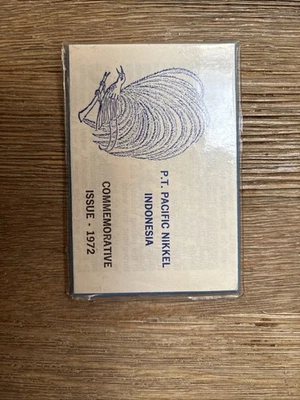 P.T. PACIFIC NIKKEL
INDONESIA
COMMEMORATIVE
ISSUE - 1972